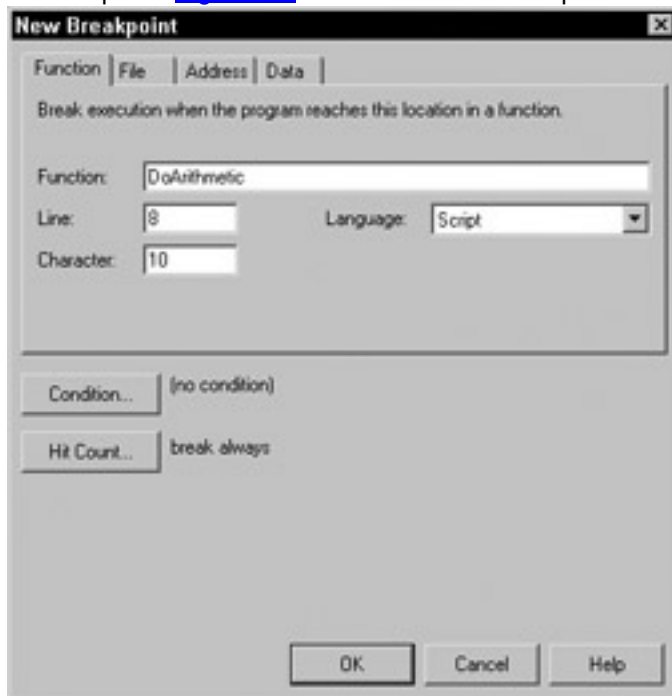 New Breakpoint
Function File Address Data
Break execution when the program reaches this location in a function.
Function: DoArithmetic
Line: 8 Language: Script
Character: 10
Condition... (no condition)
Hit Count... break always
OK Cancel Help